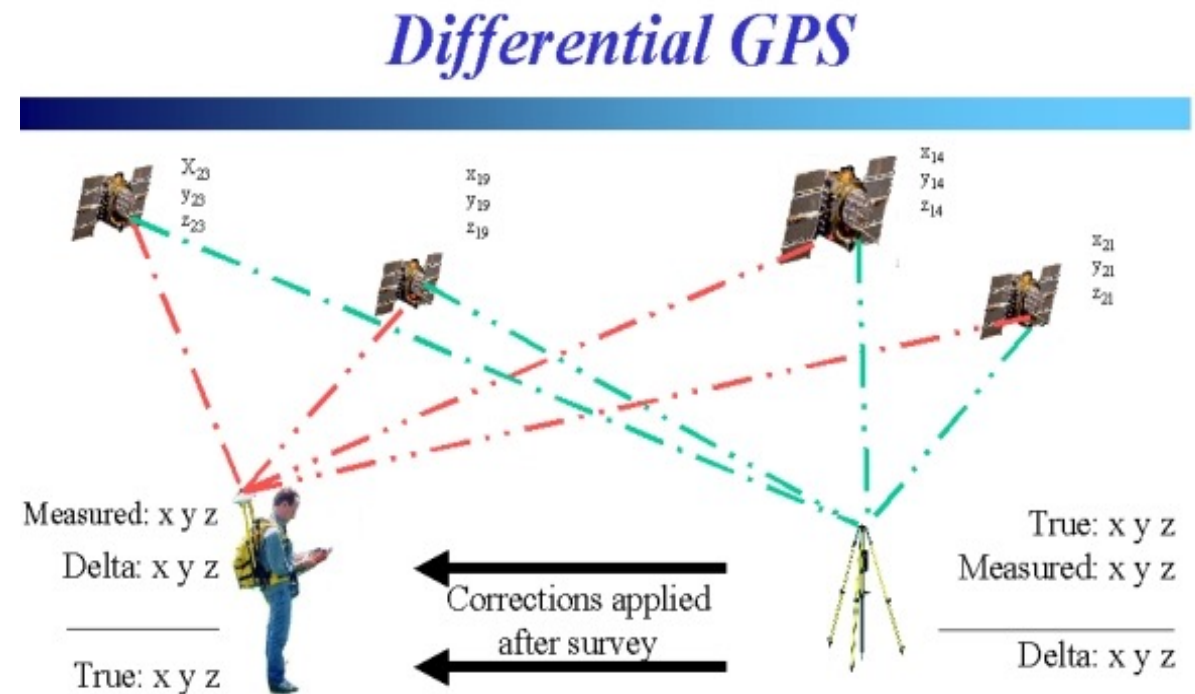 Differential GPS
X₂₃
y₂₃
z₂₃
x₁₉
y₁₉
z₁₉
x₁₄
y₁₄
z₁₄
x₂₁
y₂₁
z₂₁
Measured: x y z
Delta: x y z
True: x y z
Corrections applied
after survey
True: x y z
Measured: x y z
Delta: x y z